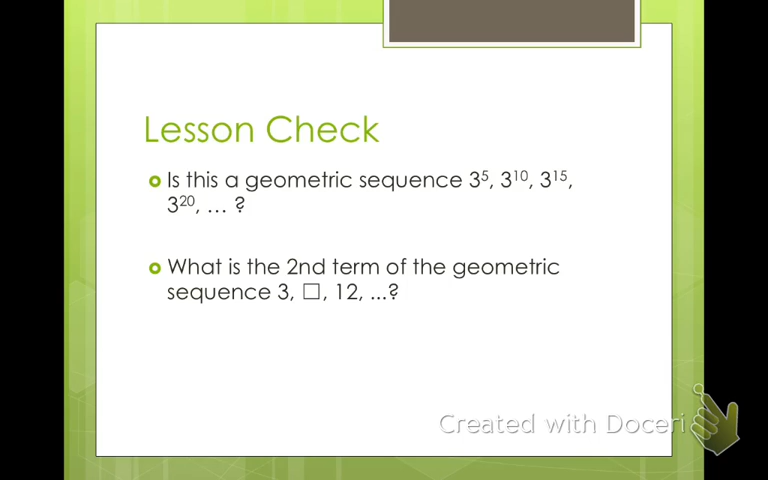 Lesson Check
Is this a geometric sequence 3⁵, 3¹⁰, 3¹⁵,
3²⁰, … ?
What is the 2nd term of the geometric
sequence 3, □, 12, ...?
Created with Doceri